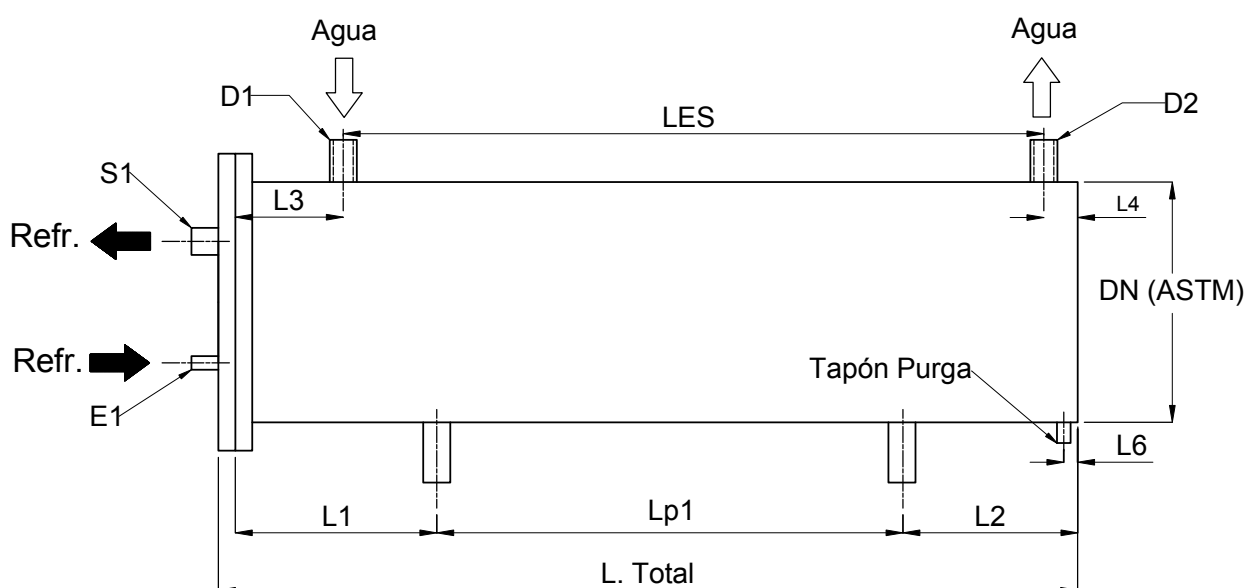 Agua
Agua
D1
LES
D2
S1
L3
L4
Refr.
DN (ASTM)
Refr.
Tapón Purga
E1
L6
L1
Lp1
L2
L. Total